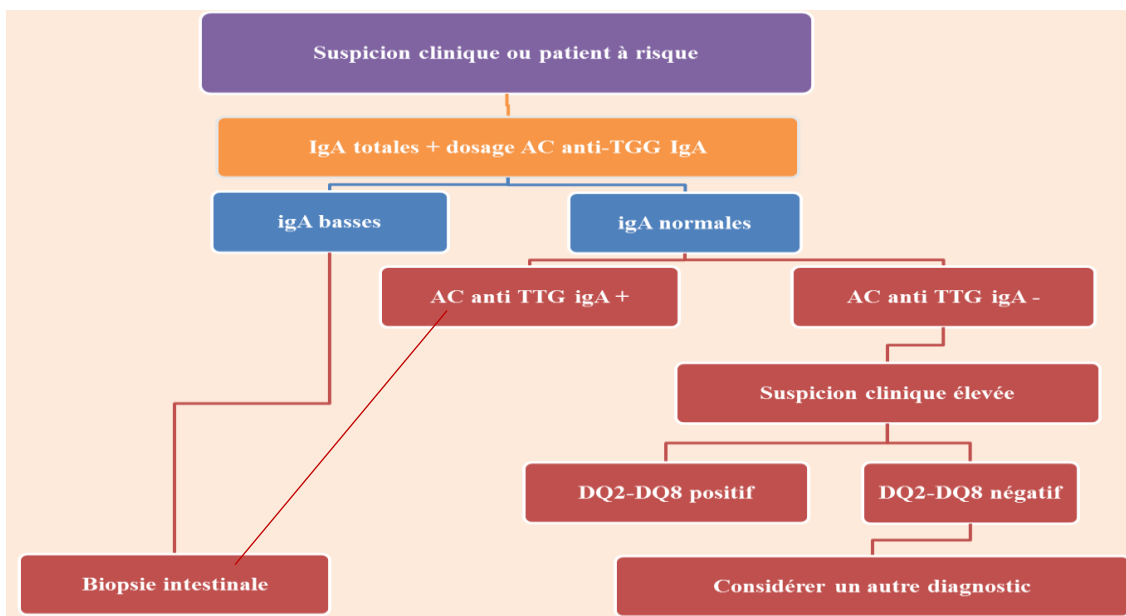 Suspicion clinique ou patient à risque
IgA totales + dosage AC anti-TGG IgA
igA basses
igA normales
AC anti TTG igA +
AC anti TTG igA -
Suspicion clinique élevée
DQ2-DQ8 positif
DQ2-DQ8 négatif
Biopsie intestinale
Considérer un autre diagnostic